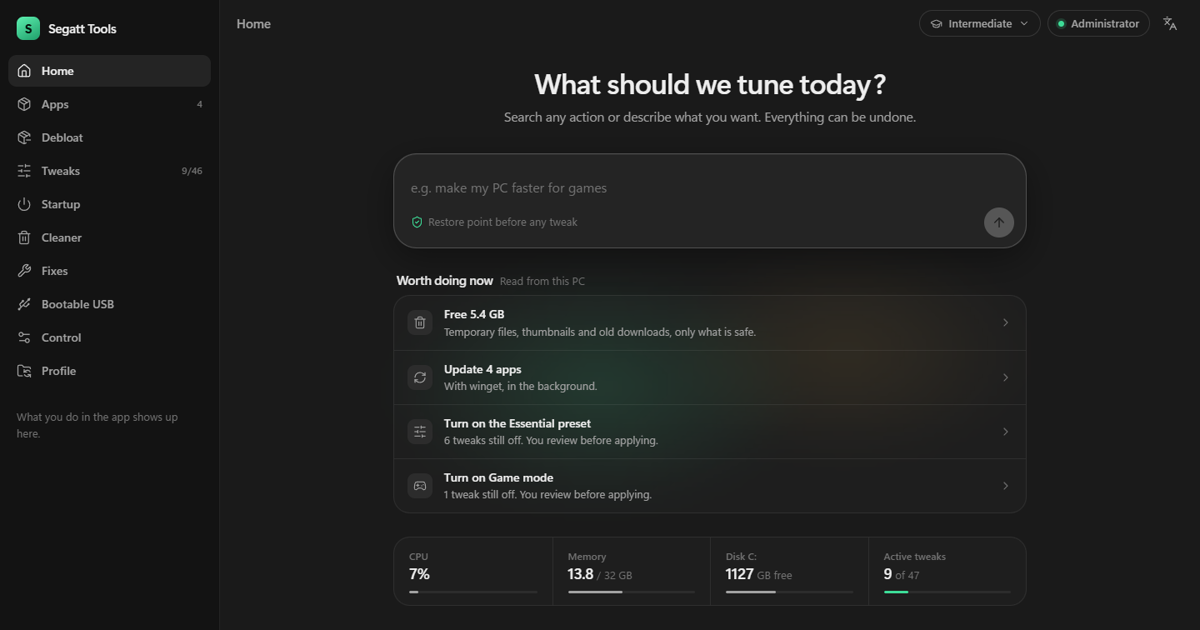 S Segatt Tools
Home
Apps 4
Debloat
Tweaks 9/46
Startup
Cleaner
Fixes
Bootable USB
Control
Profile
What you do in the app shows up
here.
Home
Intermediate
Administrator
What should we tune today?
Search any action or describe what you want. Everything can be undone.
e.g. make my PC faster for games
Restore point before any tweak
Worth doing now Read from this PC
Free 5.4 GB
Temporary files, thumbnails and old downloads, only what is safe.
Update 4 apps
With winget, in the background.
Turn on the Essential preset
6 tweaks still off. You review before applying.
Turn on Game mode
1 tweak still off. You review before applying.
CPU
7%
Memory
13.8 / 32 GB
Disk C:
1127 GB free
Active tweaks
9 of 47